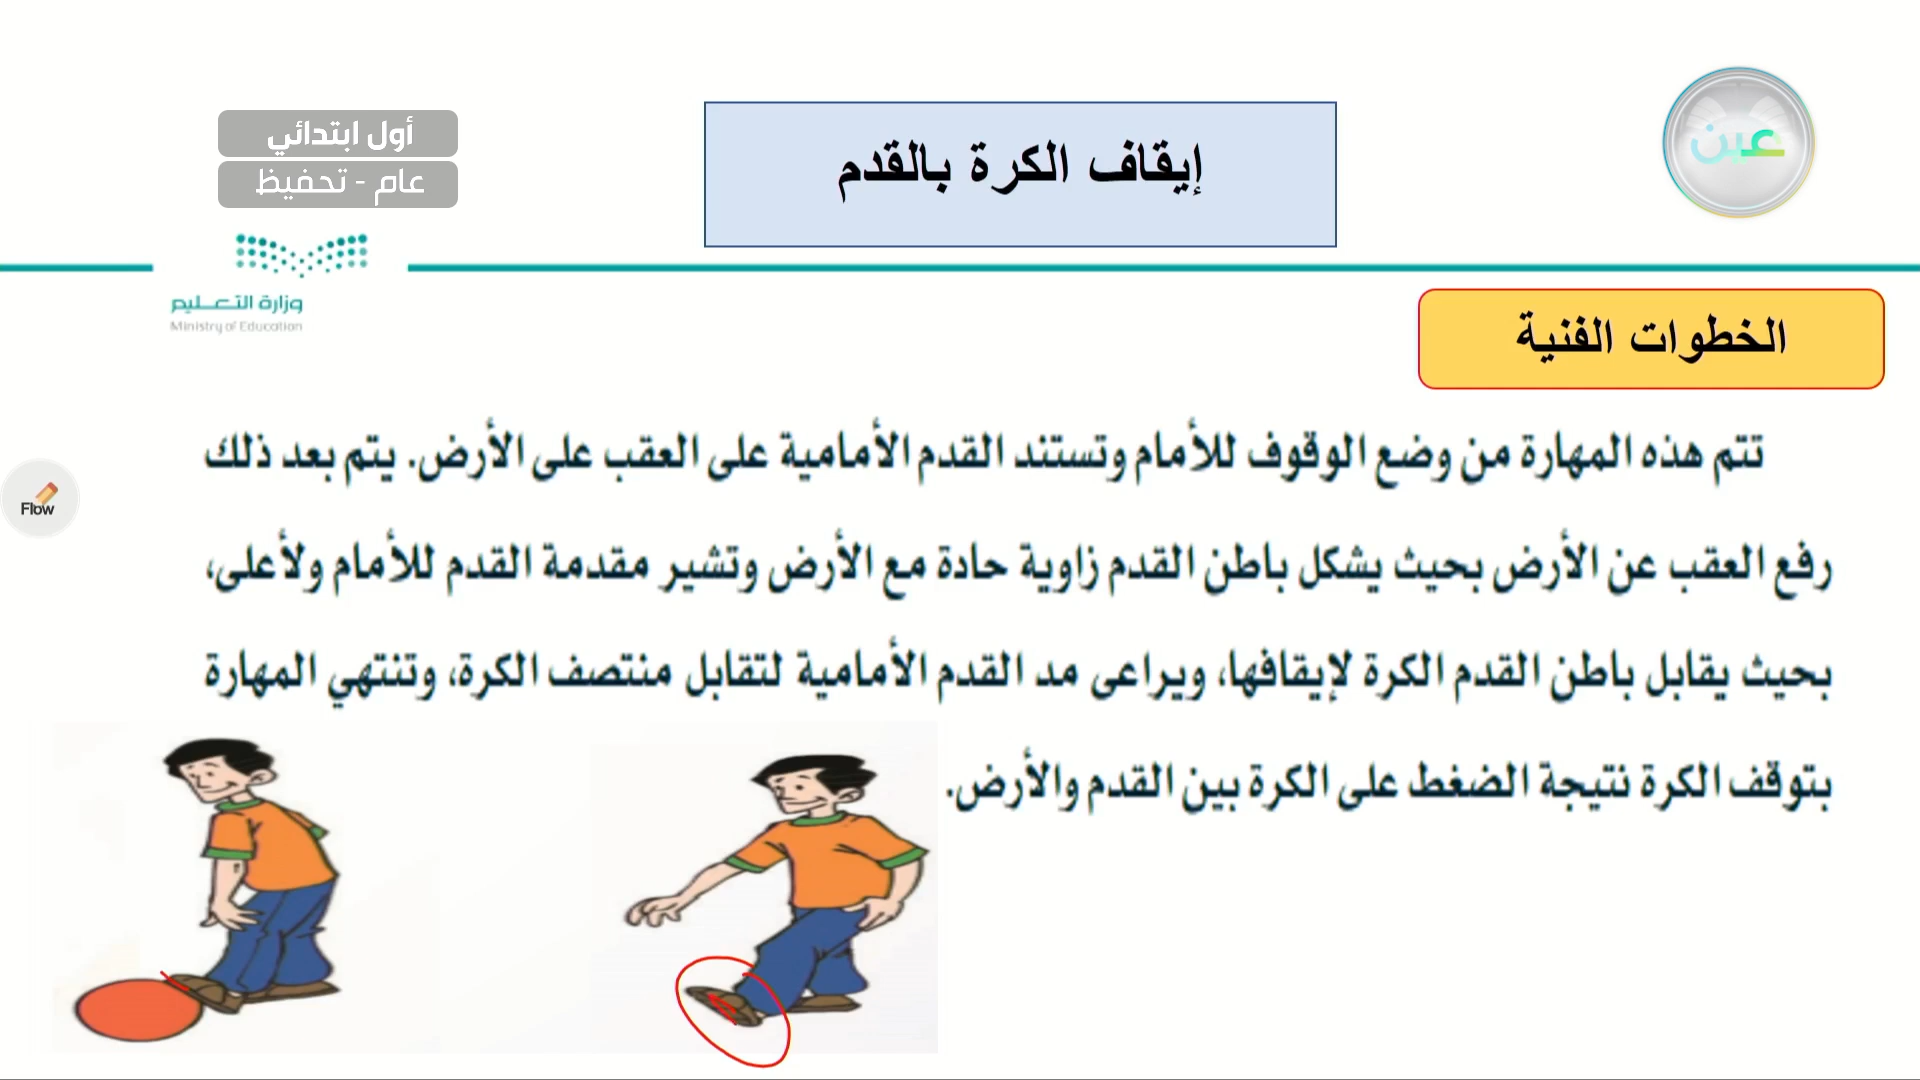 أول ابتدائي
عام - تحفيظ
إيقاف الكرة بالقدم
عين
وزارة التعليم
Ministry of Education
الخطوات الفنية
تتم هذه المهارة من وضع الوقوف للأمام وتستند القدم الأمامية على العقب على الأرض. يتم بعد ذلك
رفع العقب عن الأرض بحيث يشكل باطن القدم زاوية حادة مع الأرض وتشير مقدمة القدم للأمام ولأعلى،
بحيث يقابل باطن القدم الكرة لإيقافها، ويراعى مد القدم الأمامية لتقابل منتصف الكرة، وتنتهي المهارة
بتوقف الكرة نتيجة الضغط على الكرة بين القدم والأرض.
Flow